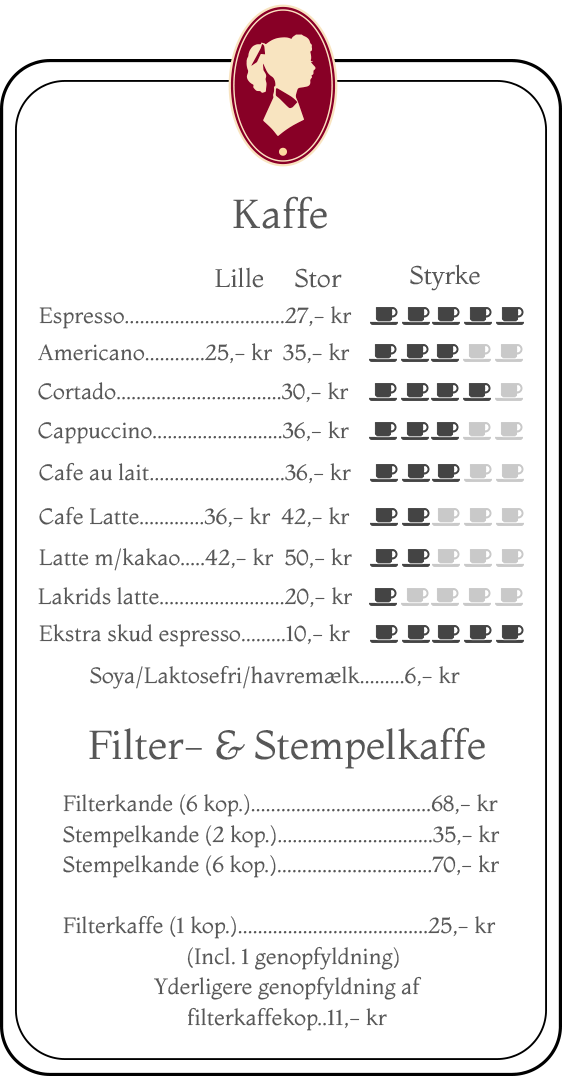 Kaffe
Lille Stor Styrke
Espresso................................27,– kr
Americano............25,– kr 35,– kr
Cortado.................................30,– kr
Cappuccino..........................36,– kr
Cafe au lait...........................36,– kr
Cafe Latte.............36,– kr 42,– kr
Latte m/kakao.....42,– kr 50,– kr
Lakrids latte.........................20,– kr
Ekstra skud espresso.........10,– kr
Soya/Laktosefri/havremælk.........6,– kr
Filter– & Stempelkaffe
Filterkande (6 kop.)....................................68,– kr
Stempelkande (2 kop.)...............................35,– kr
Stempelkande (6 kop.)...............................70,– kr
Filterkaffe (1 kop.)......................................25,– kr
(Incl. 1 genopfyldning)
Yderligere genopfyldning af
filterkaffekop..11,– kr